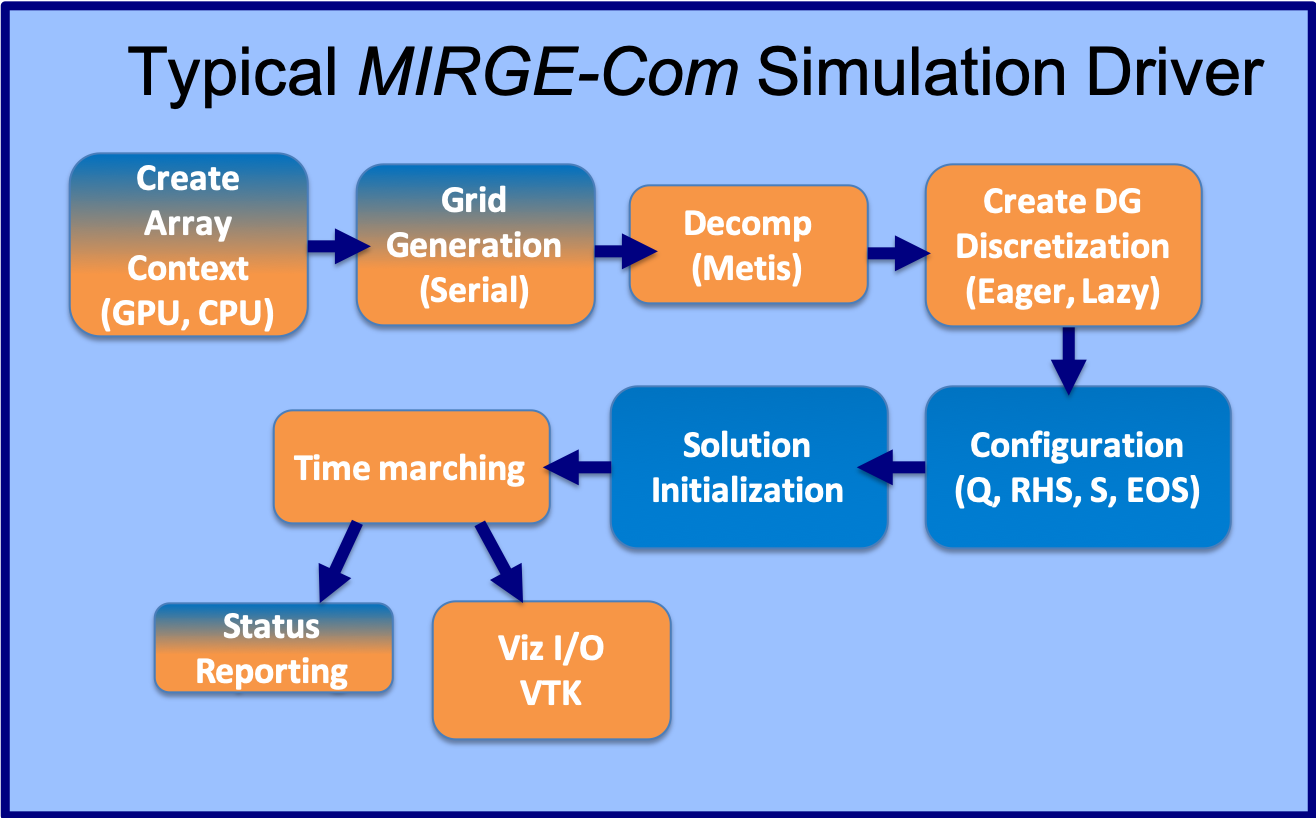 Typical MIRGE-Com Simulation Driver
Create
Array
Context
(GPU, CPU)
Grid
Generation
(Serial)
Decomp
(Metis)
Create DG
Discretization
(Eager, Lazy)
Configuration
(Q, RHS, S, EOS)
Solution
Initialization
Time marching
Status
Reporting
Viz I/O
VTK